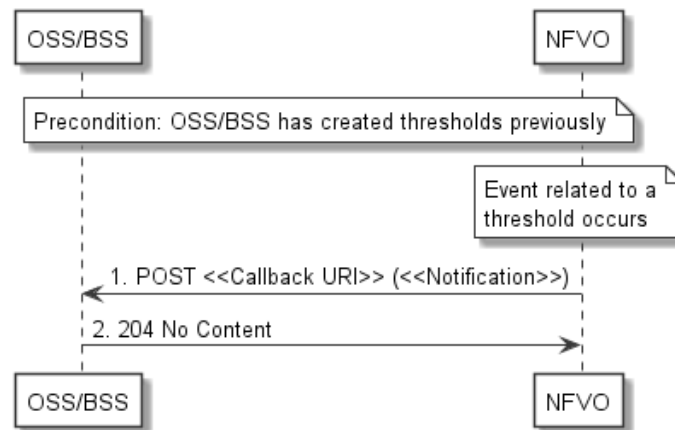 OSS/BSS
NFVO
Precondition: OSS/BSS has created thresholds previously
Event related to a
threshold occurs
1. POST <<Callback URI>> (<<Notification>>)
2. 204 No Content
OSS/BSS
NFVO